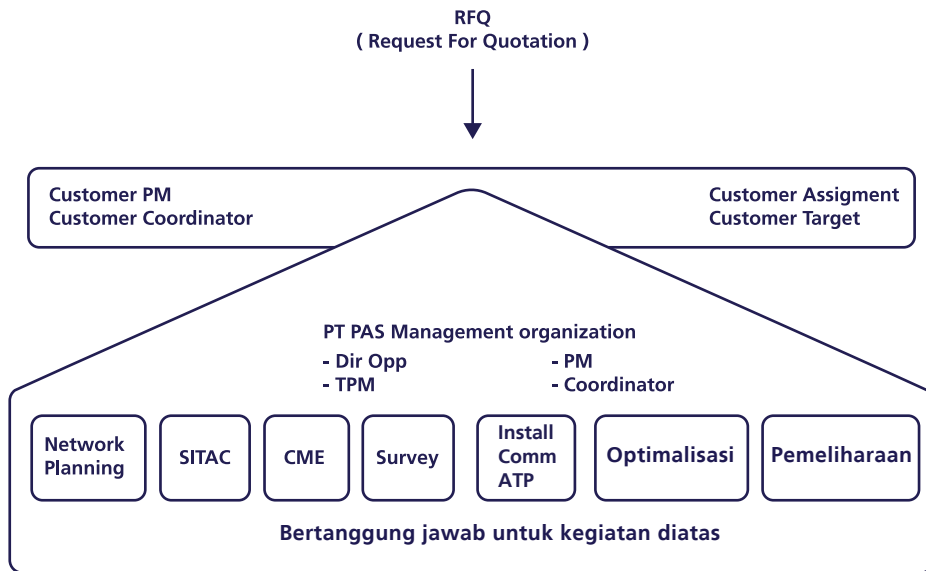 RFQ
( Request For Quotation )
Customer PM
Customer Coordinator
Customer Assigment
Customer Target
PT PAS Management organization
- Dir Opp
- TPM
- PM
- Coordinator
Network
Planning
SITAC
CME
Survey
Install
Comm
ATP
Optimalisasi
Pemeliharaan
Bertanggung jawab untuk kegiatan diatas